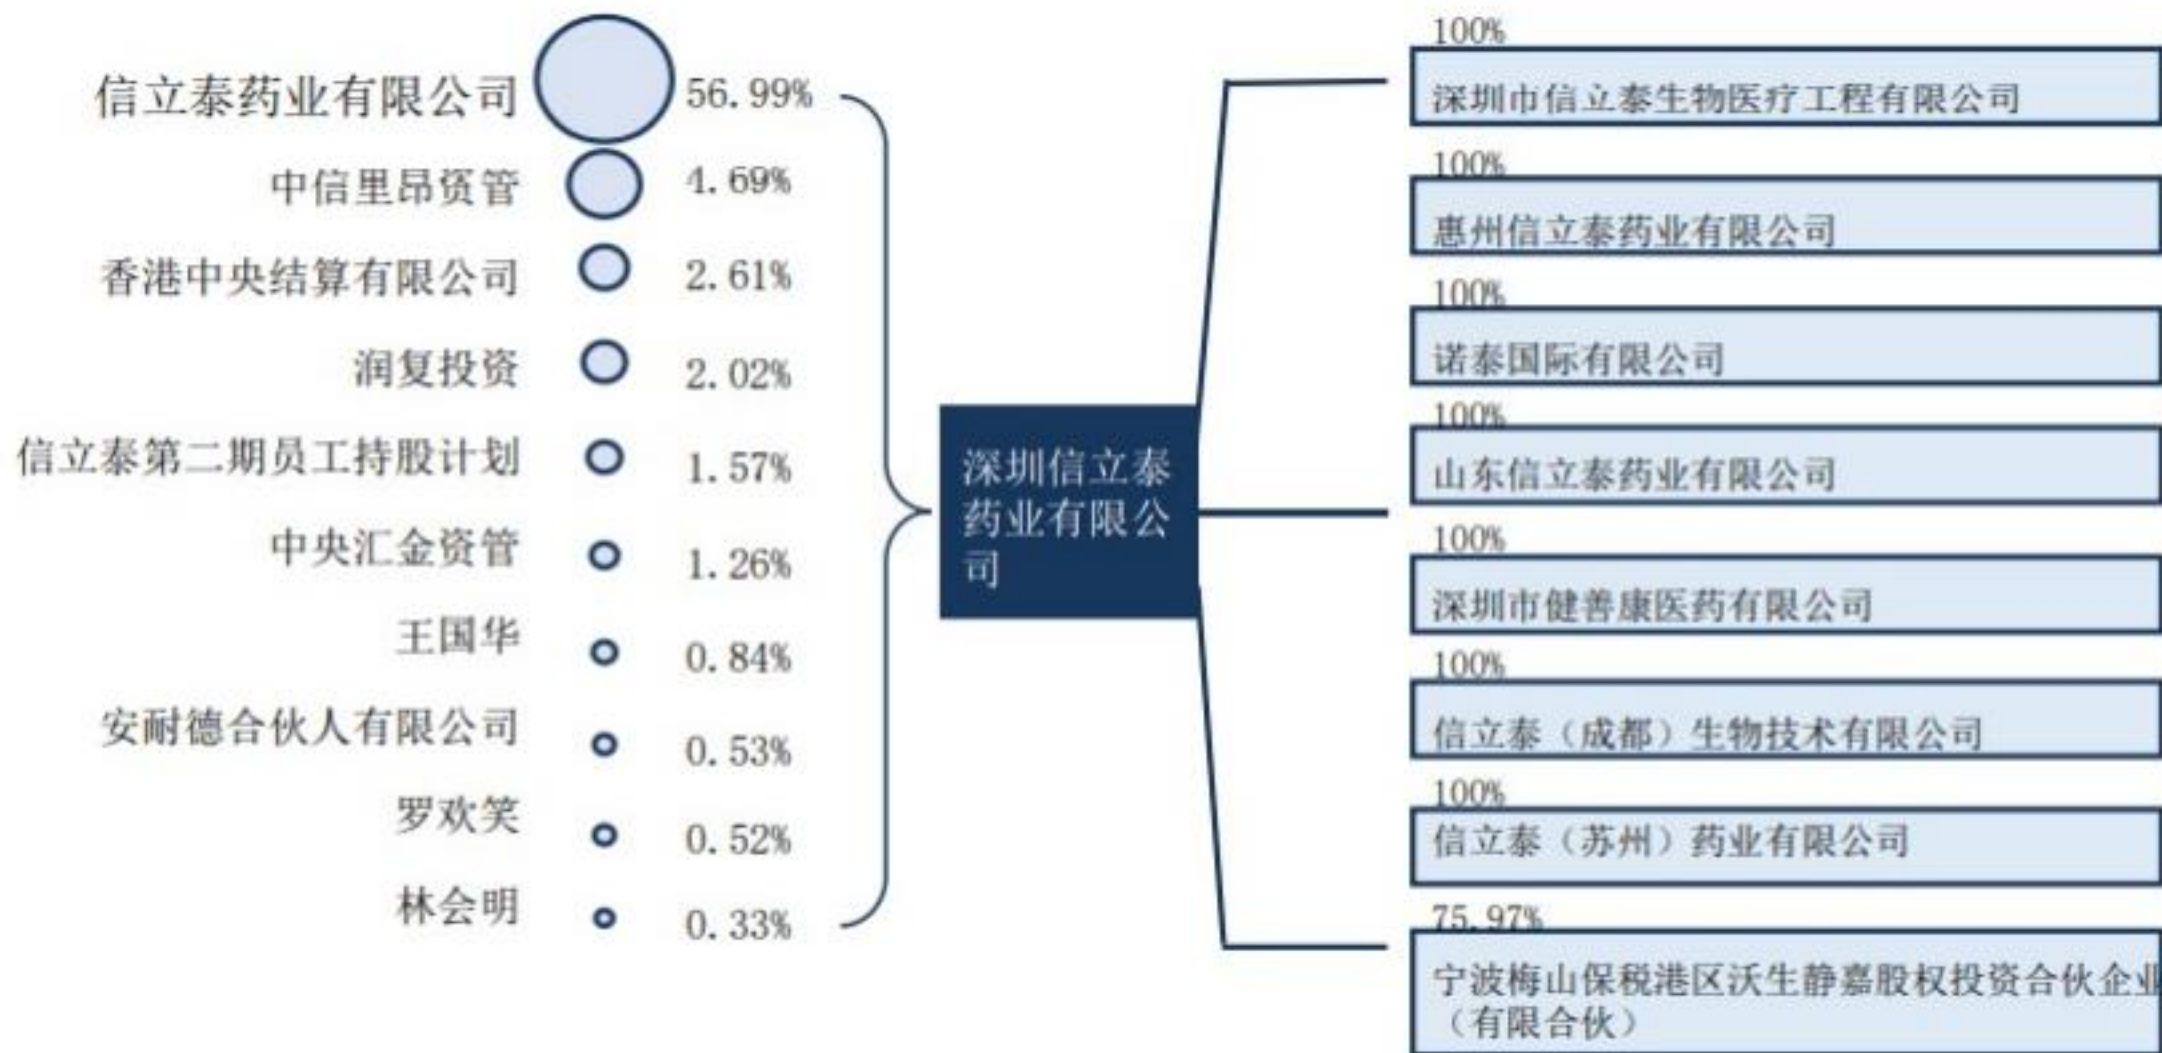 信立泰药业有限公司 56.99%
中信里昂资管 4.69%
香港中央结算有限公司 2.61%
润复投资 2.02%
信立泰第二期员工持股计划 1.57%
中央汇金资管 1.26%
王国华 0.84%
安耐德合伙人有限公司 0.53%
罗欢笑 0.52%
林会明 0.33%
深圳信立泰
药业有限公
司
100%
深圳市信立泰生物医疗工程有限公司
100%
惠州信立泰药业有限公司
100%
诺泰国际有限公司
100%
山东信立泰药业有限公司
100%
深圳市健善康医药有限公司
100%
信立泰（成都）生物技术有限公司
100%
信立泰（苏州）药业有限公司
75.97%
宁波梅山保税港区沃生静嘉股权投资合伙企业
（有限合伙）